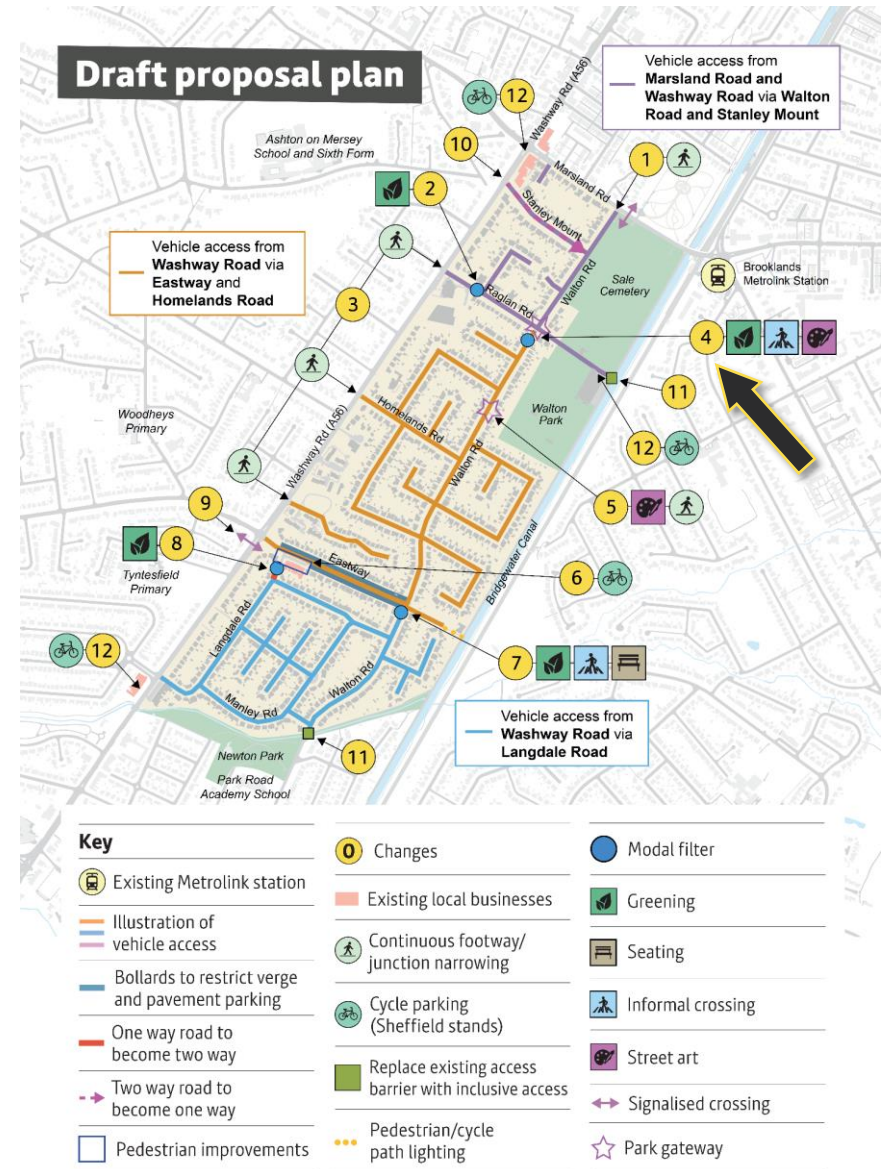 Draft proposal plan
Vehicle access from
Marsland Road and
Washway Road via Walton
Road and Stanley Mount
12
Washway Rd (A56)
Ashton on Mersey
School and Sixth Form
10
Marsland Rd
1
2
Stanley Mount
Vehicle access from
Washway Road via
Eastway and
Homelands Road
3
Raglan Rd
Walton Rd
Sale
Cemetery
Brooklands
Metrolink Station
4
11
Woodheys
Primary
Washway Rd (A56)
Homelands Rd
Walton Rd
Walton
Park
12
5
9
8
Tyntesfield
Primary
Eastway
Bridgewater Canal
6
Langdale Rd
12
7
Manley Rd
Walton Rd
Vehicle access from
Washway Road via
Langdale Road
11
Newton Park
Park Road
Academy School
Key
Existing Metrolink station
Illustration of
vehicle access
Bollards to restrict verge
and pavement parking
One way road to
become two way
Two way road to
become one way
Pedestrian improvements
0 Changes
Existing local businesses
Continuous footway/
junction narrowing
Cycle parking
(Sheffield stands)
Replace existing access
barrier with inclusive access
Pedestrian/cycle
path lighting
Modal filter
Greening
Seating
Informal crossing
Street art
Signalised crossing
Park gateway